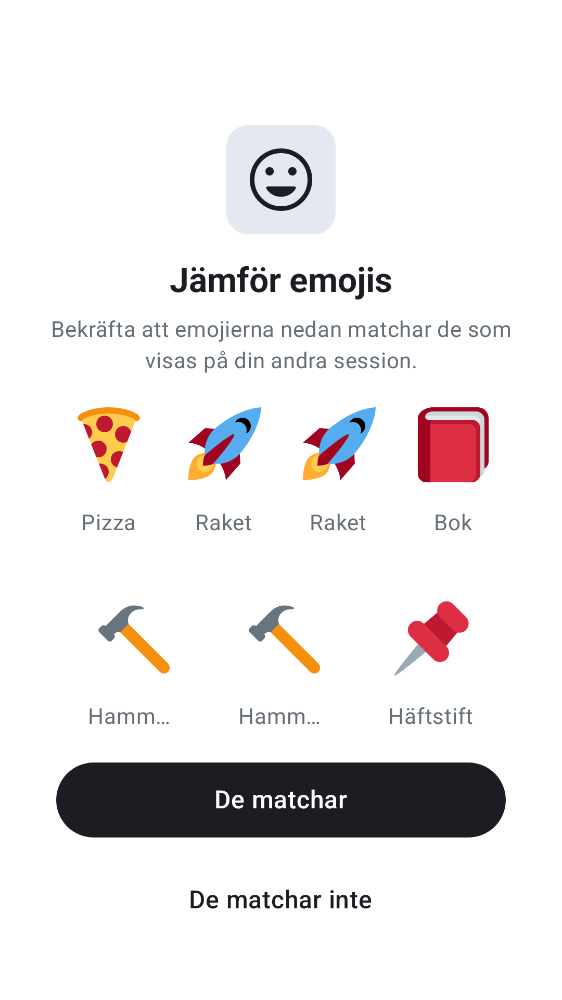 Jämför emojis
Bekräfta att emojierna nedan matchar de som
visas på din andra session.
Pizza Raket Raket Bok
Hamm... Hamm... Häftstift
De matchar
De matchar inte